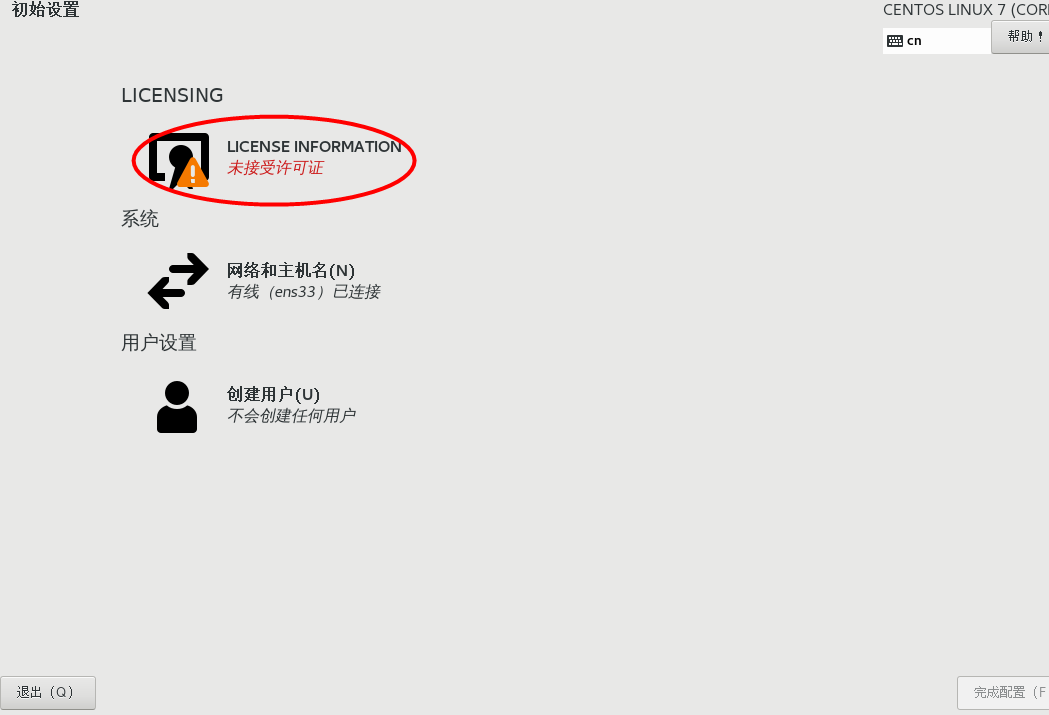 初始设置
CENTOS LINUX 7 (COR
cn
帮助！
LICENSING
LICENSE INFORMATION
未接受许可证
系统
网络和主机名(N)
有线（ens33）已连接
用户设置
创建用户(U)
不会创建任何用户
退出（Q）
完成配置（F